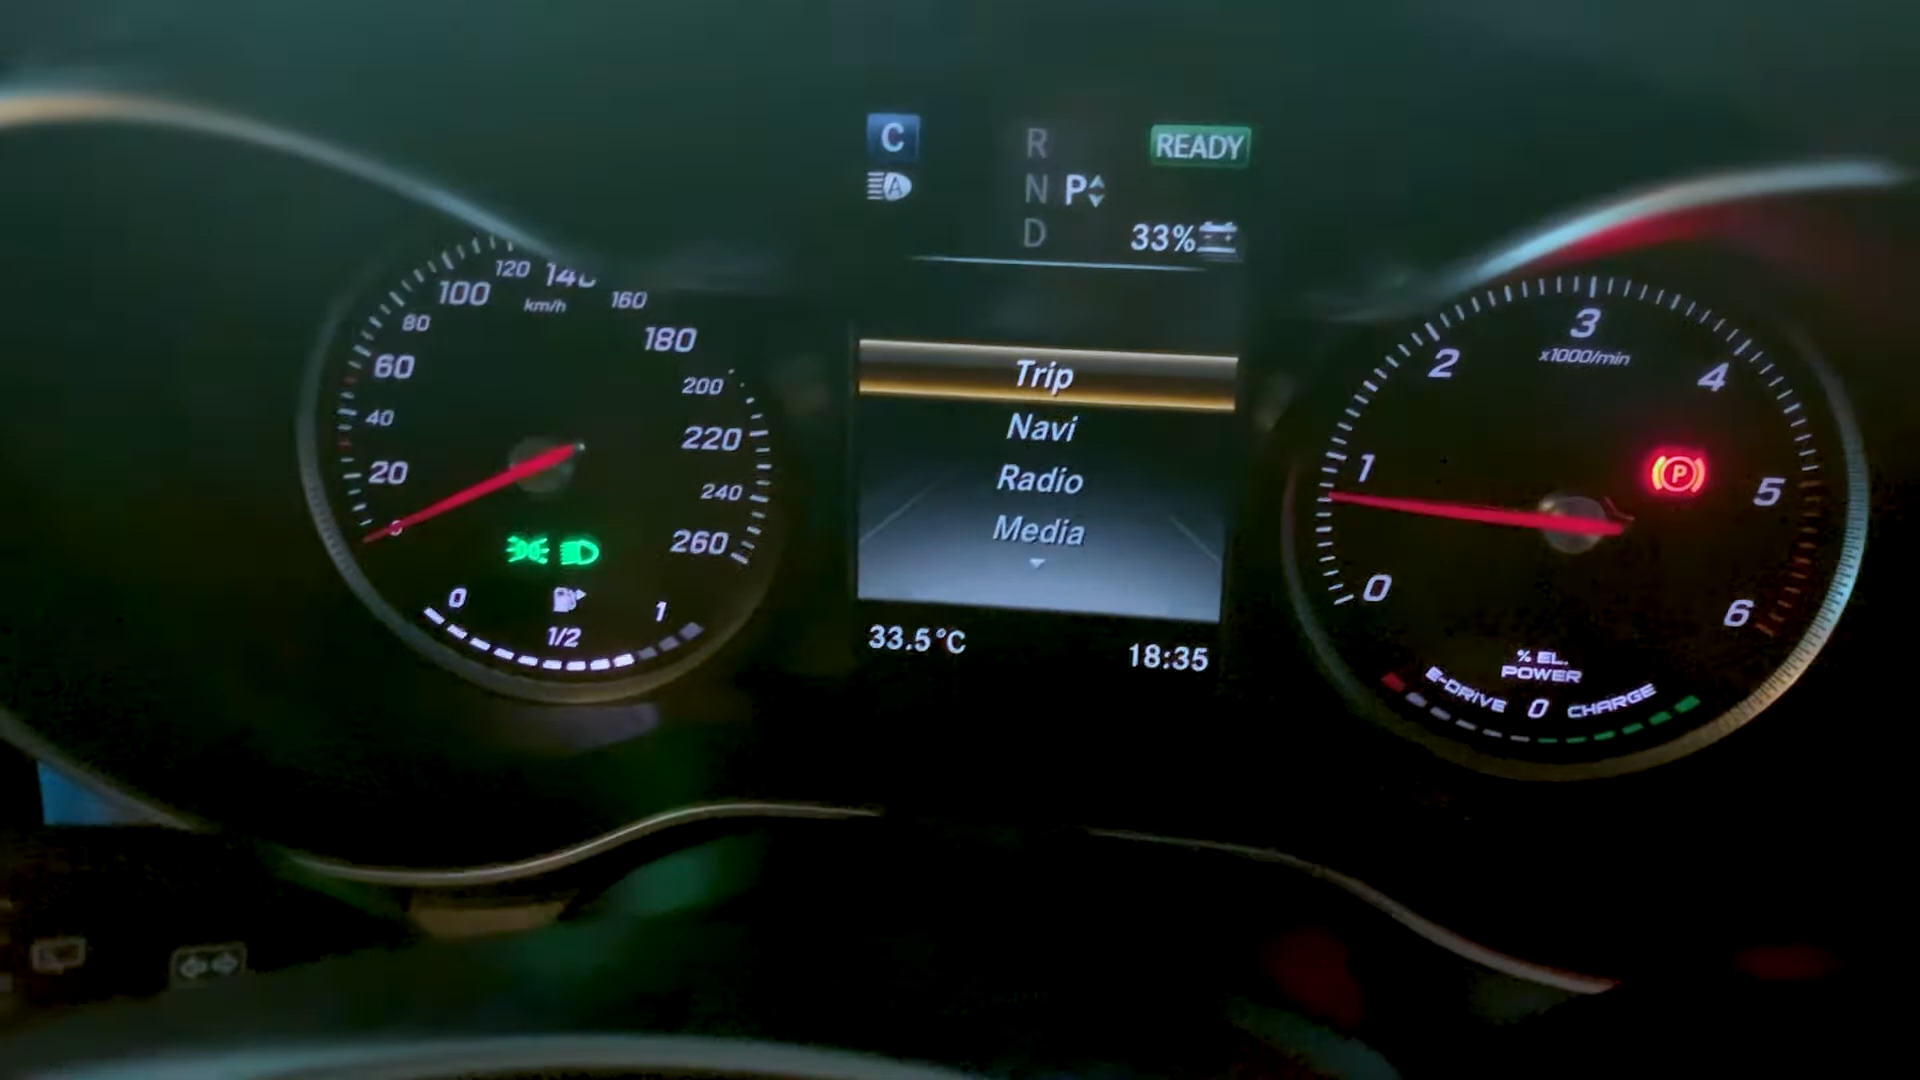 C
READY
A
R
N P
D
33%
120 140 160
100
km/h
80
180
60
200
40
220
20
240
0
260
0 1
1/2
Trip
Navi
Radio
Media
33.5°C
18:35
3
x1000/min
2
4
P
1
5
0
6
% EL.
POWER
E-DRIVE 0 CHARGE